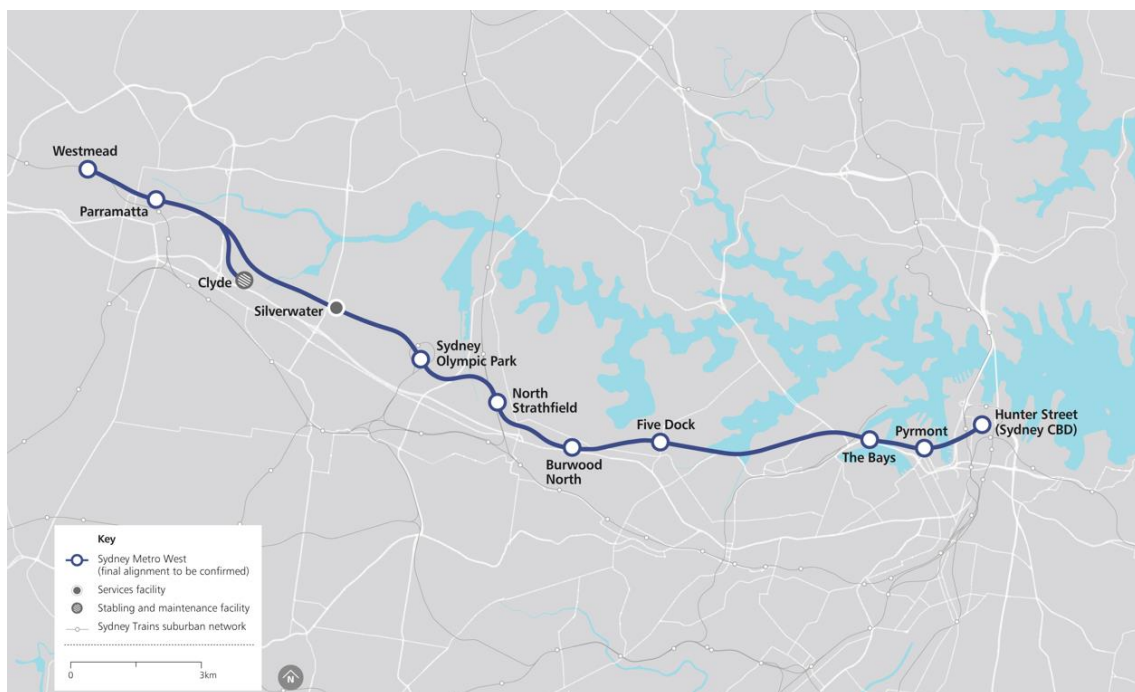 Westmead
Parramatta
Clyde
Silverwater
Sydney
Olympic Park
North
Strathfield
Burwood
North
Five Dock
The Bays
Pyrmont
Hunter Street
(Sydney CBD)
Key
Sydney Metro West
(final alignment to be confirmed)
Services facility
Stabling and maintenance facility
Sydney Trains suburban network
0 3km
N